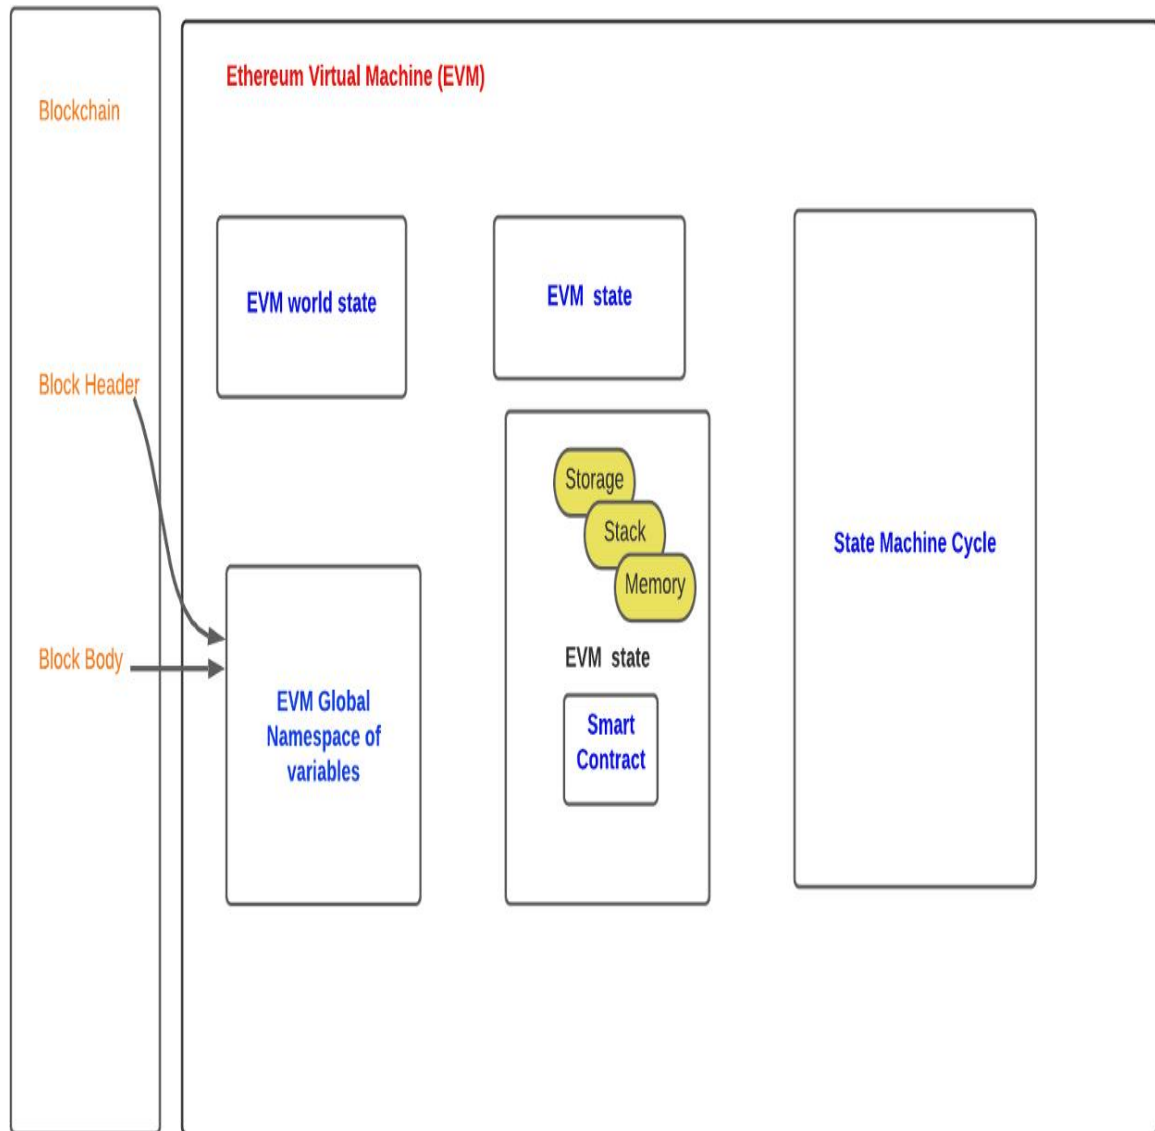 Ethereum Virtual Machine (EVM)
Blockchain
EVM world state
EVM  state
Block Header
Storage
Stack
Memory
State Machine Cycle
Block Body
EVM  state
EVM Global
Namespace of
variables
Smart
Contract